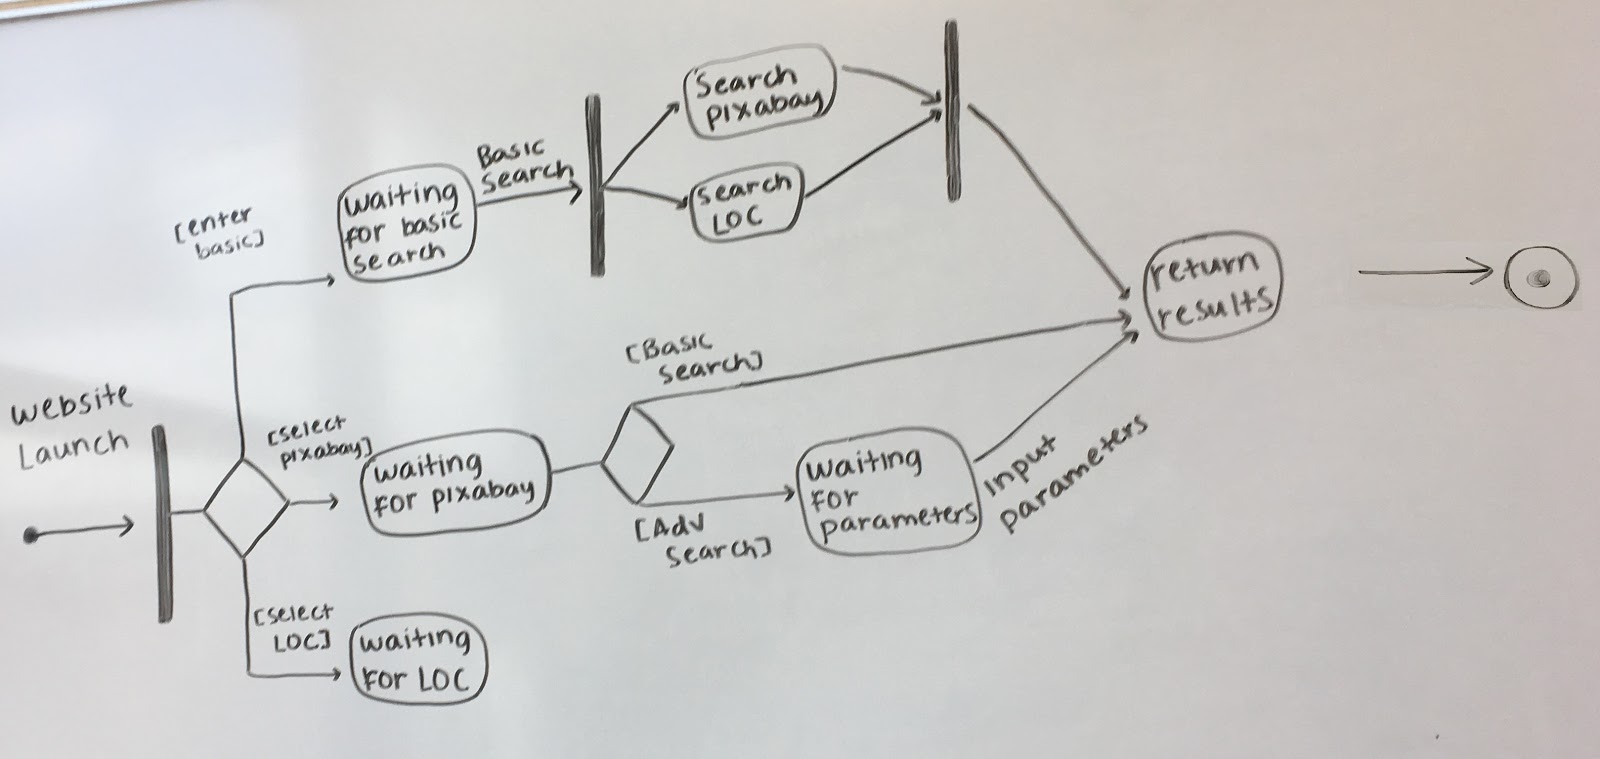 website
Launch
[enter
basic]
waiting
for basic
search
Basic
search
search
pixabay
search
LOC
return
results
[select
pixabay]
waiting
for pixabay
[Basic
search]
[Adv
search]
waiting
for
parameters
input
parameters
[select
LOC]
waiting
for LOC